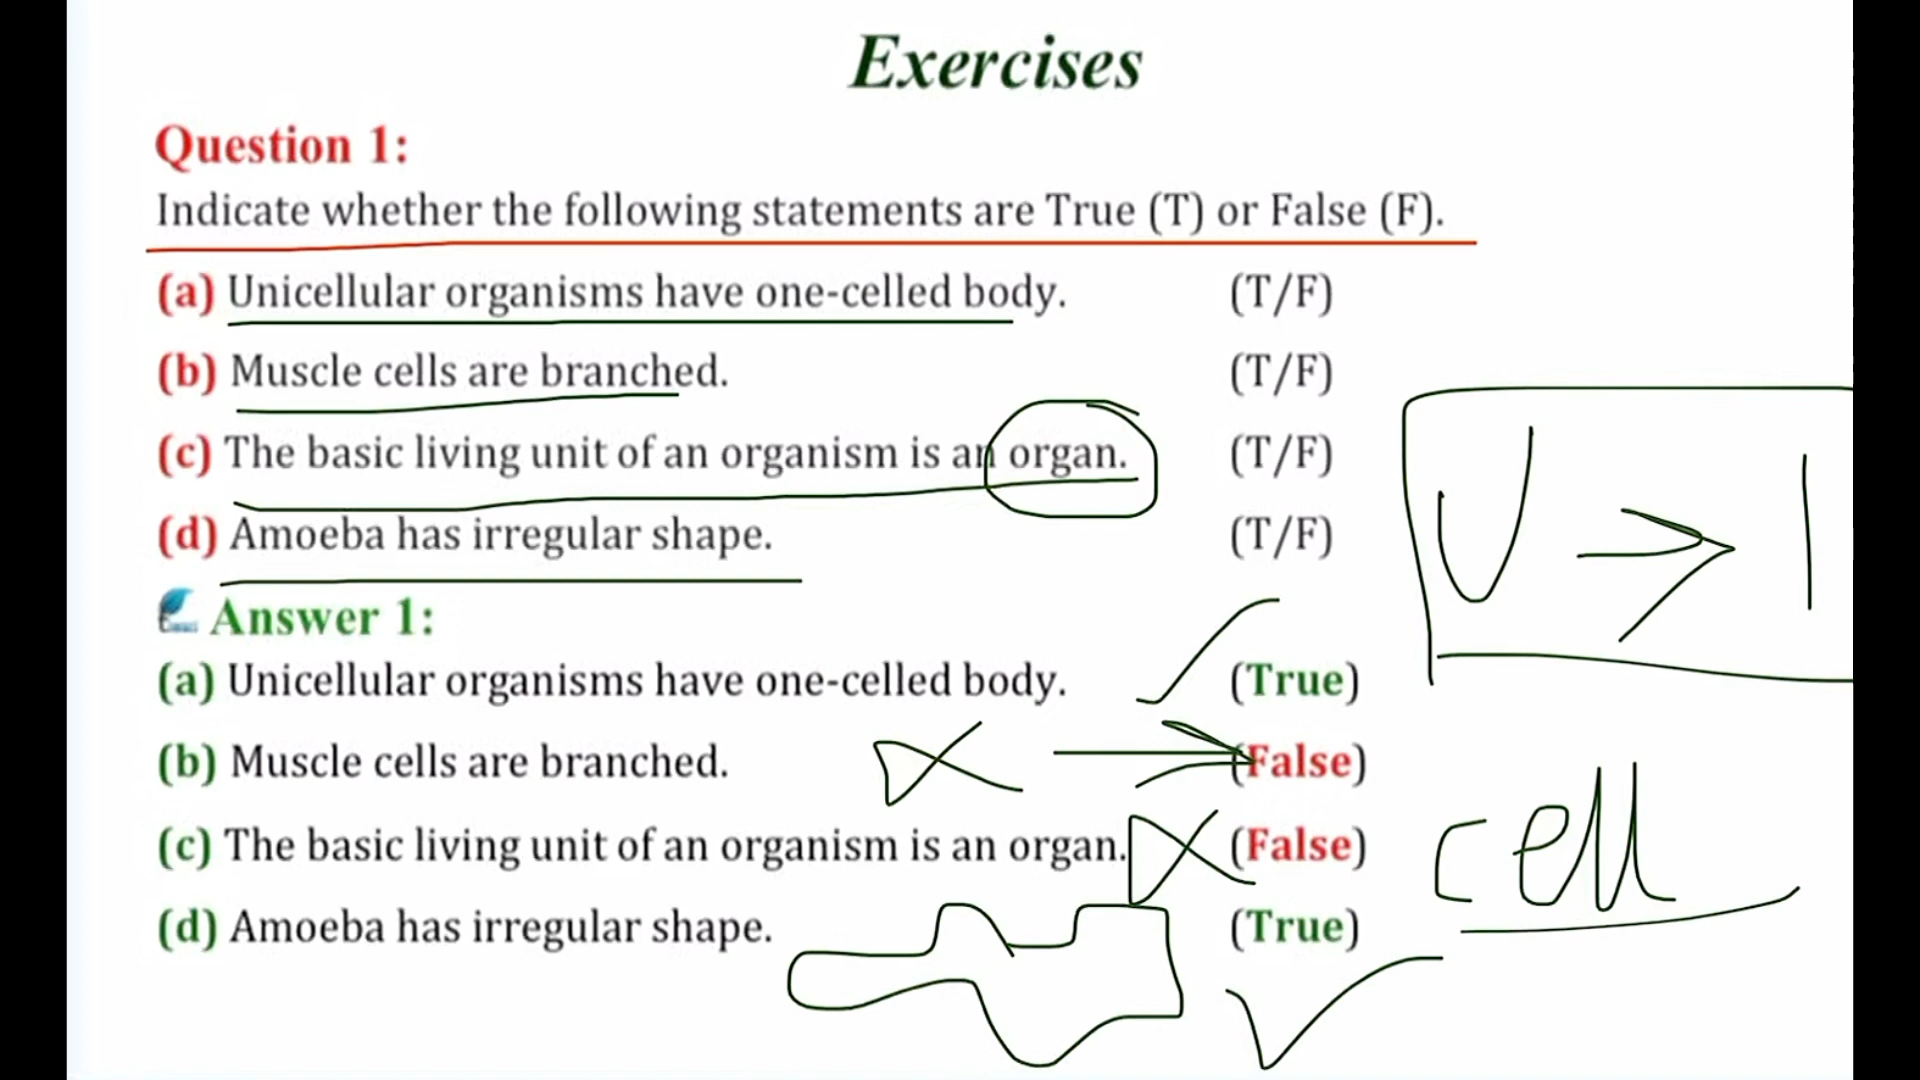 Exercises
Question 1:
Indicate whether the following statements are True (T) or False (F).
(a) Unicellular organisms have one-celled body. (T/F)
(b) Muscle cells are branched. (T/F)
(c) The basic living unit of an organism is an organ. (T/F)
(d) Amoeba has irregular shape. (T/F)
U → 1
Answer 1:
(a) Unicellular organisms have one-celled body. (True)
(b) Muscle cells are branched. (False)
(c) The basic living unit of an organism is an organ. (False)
cell
(d) Amoeba has irregular shape. (True)